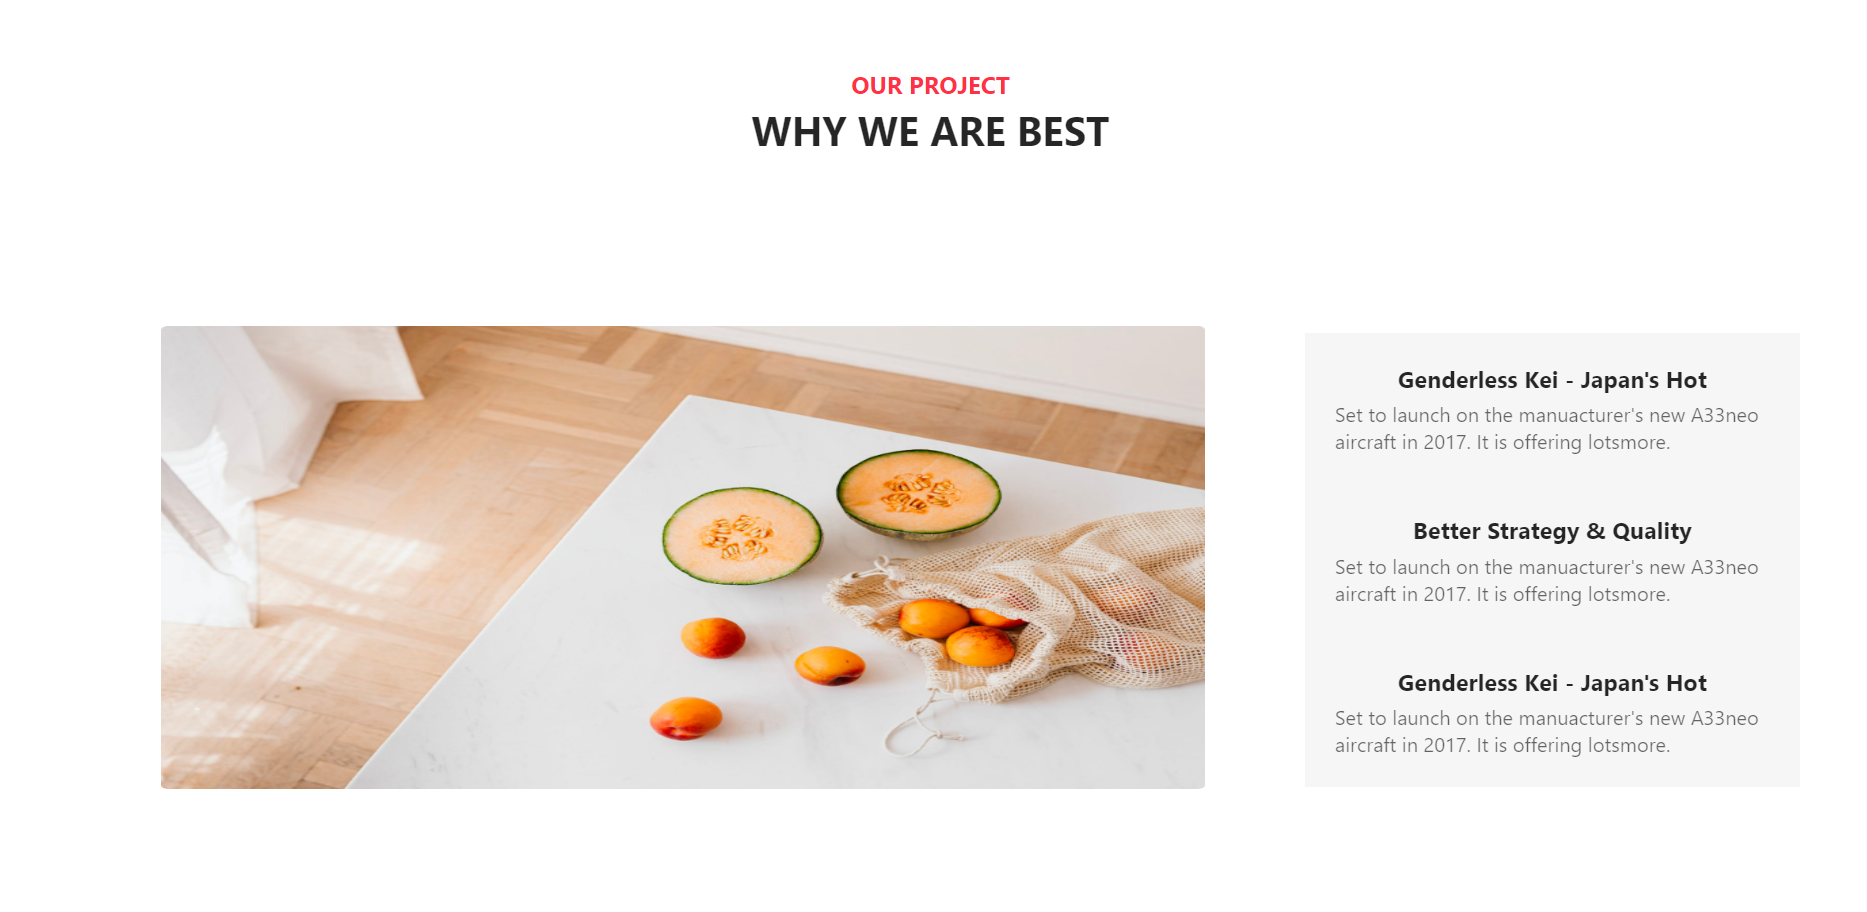 OUR PROJECT
WHY WE ARE BEST
Genderless Kei - Japan's Hot
Set to launch on the manuacturer's new A33neo
aircraft in 2017. It is offering lotsmore.
Better Strategy & Quality
Set to launch on the manuacturer's new A33neo
aircraft in 2017. It is offering lotsmore.
Genderless Kei - Japan's Hot
Set to launch on the manuacturer's new A33neo
aircraft in 2017. It is offering lotsmore.